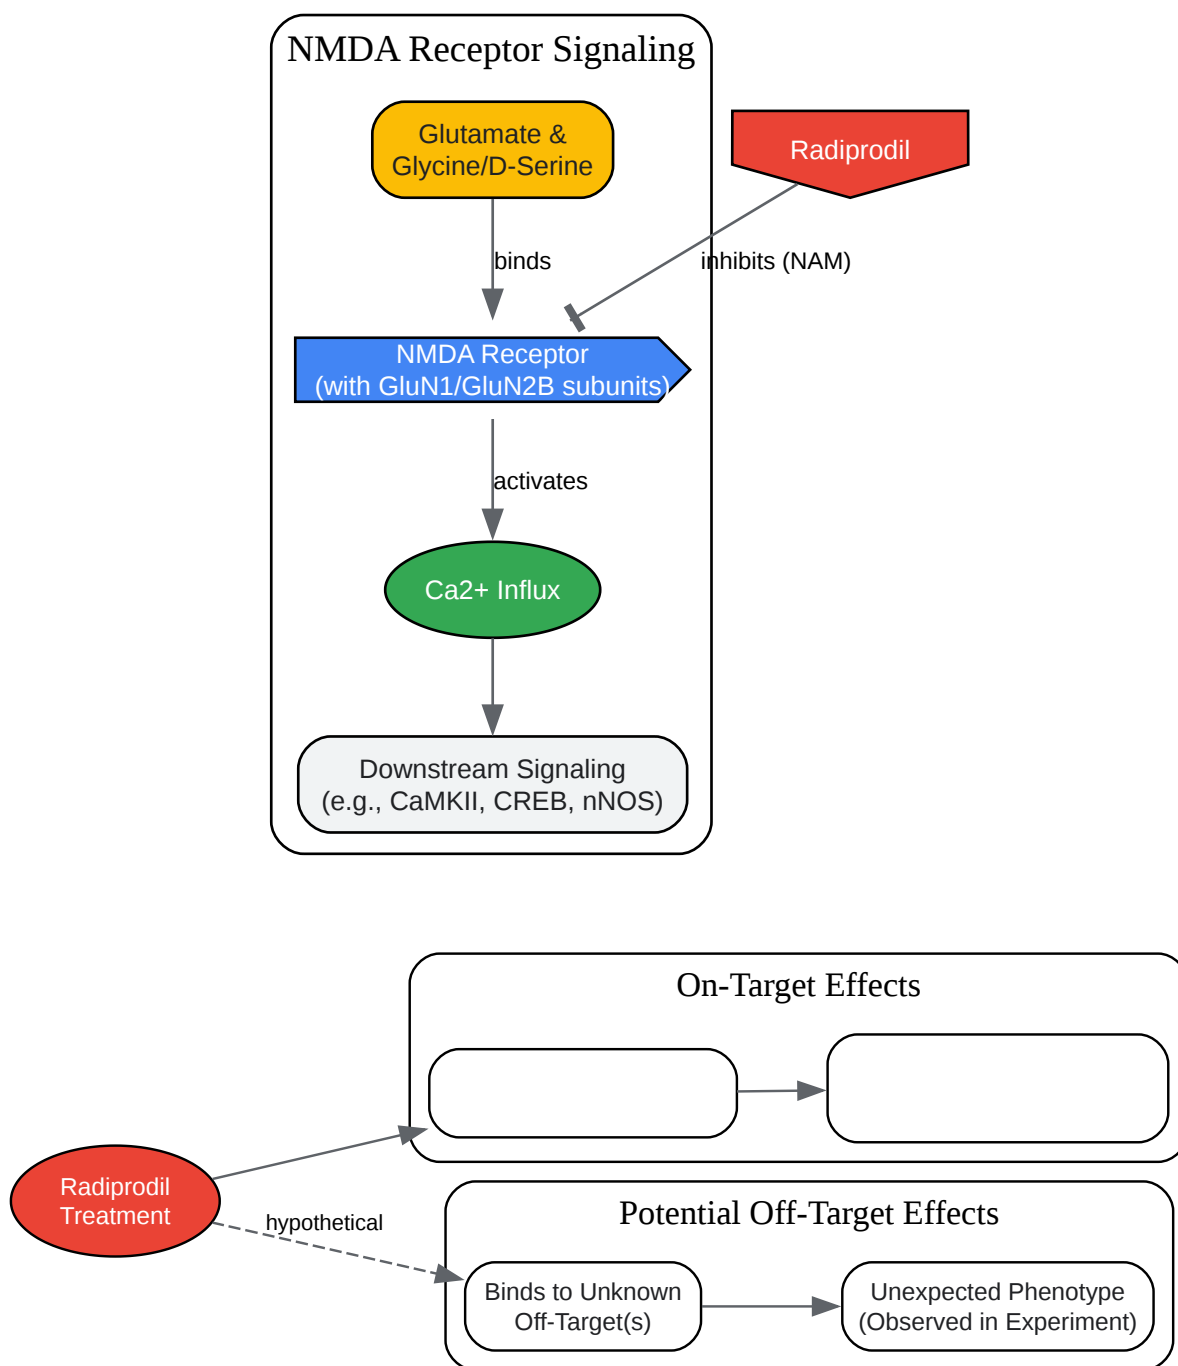 NMDA Receptor Signaling
Glutamate &
Glycine/D-Serine
Radiprodil
binds
inhibits (NAM)
NMDA Receptor
(with GluN1/GluN2B subunits)
activates
Ca2+ Influx
Downstream Signaling
(e.g., CaMKII, CREB, nNOS)
On-Target Effects
Radiprodil
Treatment
hypothetical
Potential Off-Target Effects
Binds to Unknown
Off-Target(s)
Unexpected Phenotype
(Observed in Experiment)